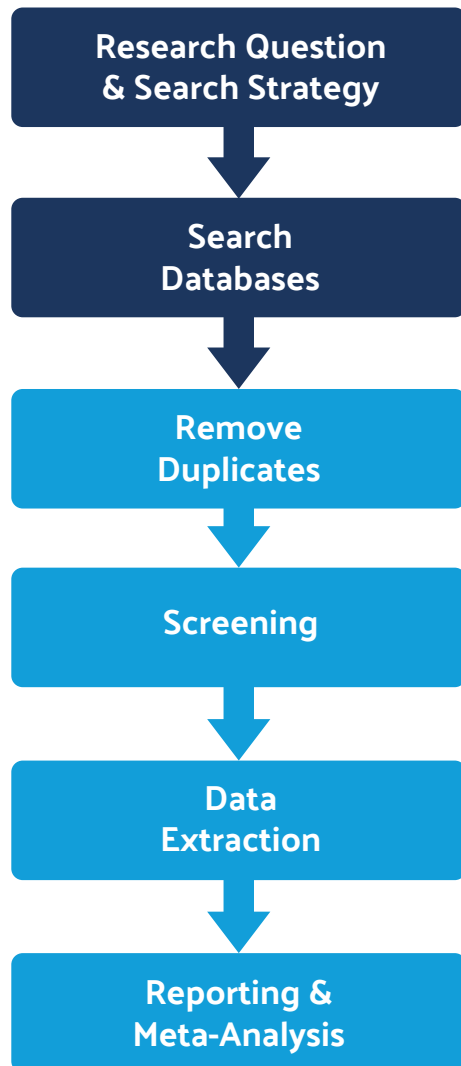 Research Question
& Search Strategy
Search
Databases
Remove
Duplicates
Screening
Data
Extraction
Reporting &
Meta-Analysis